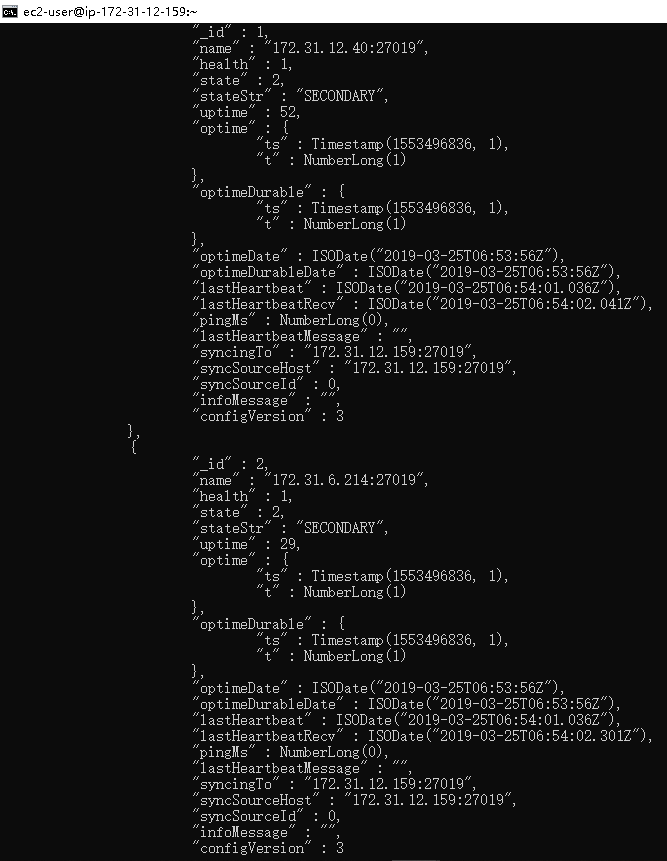 ec2-user@ip-172-31-12-159:~
"_id" : 1,
"name" : "172.31.12.40:27019",
"health" : 1,
"state" : 2,
"stateStr" : "SECONDARY",
"uptime" : 52,
"optime" : {
"ts" : Timestamp(1553496836, 1),
"t" : NumberLong(1)
},
"optimeDurable" : {
"ts" : Timestamp(1553496836, 1),
"t" : NumberLong(1)
},
"optimeDate" : ISODate("2019-03-25T06:53:56Z"),
"optimeDurableDate" : ISODate("2019-03-25T06:53:56Z"),
"lastHeartbeat" : ISODate("2019-03-25T06:54:01.036Z"),
"lastHeartbeatRecv" : ISODate("2019-03-25T06:54:02.041Z"),
"pingMs" : NumberLong(0),
"lastHeartbeatMessage" : "",
"syncingTo" : "172.31.12.159:27019",
"syncSourceHost" : "172.31.12.159:27019",
"syncSourceId" : 0,
"infoMessage" : "",
"configVersion" : 3
},
{
"_id" : 2,
"name" : "172.31.6.214:27019",
"health" : 1,
"state" : 2,
"stateStr" : "SECONDARY",
"uptime" : 29,
"optime" : {
"ts" : Timestamp(1553496836, 1),
"t" : NumberLong(1)
},
"optimeDurable" : {
"ts" : Timestamp(1553496836, 1),
"t" : NumberLong(1)
},
"optimeDate" : ISODate("2019-03-25T06:53:56Z"),
"optimeDurableDate" : ISODate("2019-03-25T06:53:56Z"),
"lastHeartbeat" : ISODate("2019-03-25T06:54:01.036Z"),
"lastHeartbeatRecv" : ISODate("2019-03-25T06:54:02.301Z"),
"pingMs" : NumberLong(0),
"lastHeartbeatMessage" : "",
"syncingTo" : "172.31.12.159:27019",
"syncSourceHost" : "172.31.12.159:27019",
"syncSourceId" : 0,
"infoMessage" : "",
"configVersion" : 3